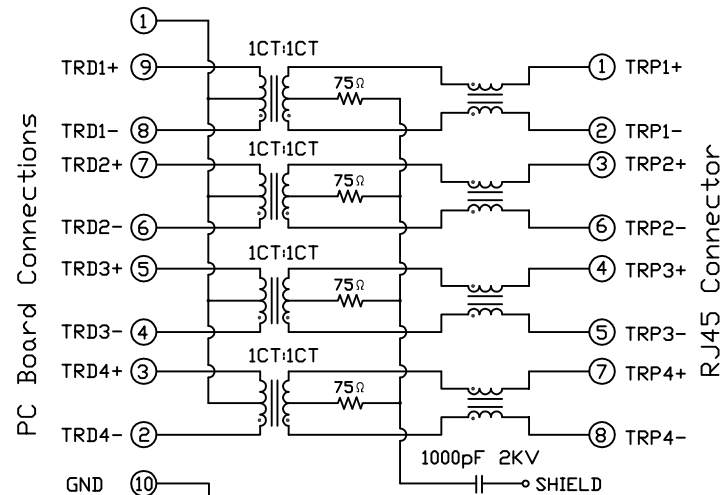 1
1CT:1CT
TRD1+ 9
75Ω
1 TRP1+
TRD1- 8
2 TRP1-
1CT:1CT
TRD2+ 7
75Ω
3 TRP2+
TRD2- 6
6 TRP2-
1CT:1CT
TRD3+ 5
75Ω
4 TRP3+
TRD3- 4
5 TRP3-
1CT:1CT
TRD4+ 3
75Ω
7 TRP4+
TRD4- 2
8 TRP4-
1000pF 2KV
GND 10
SHIELD
PC Board Connections
RJ45 Connector